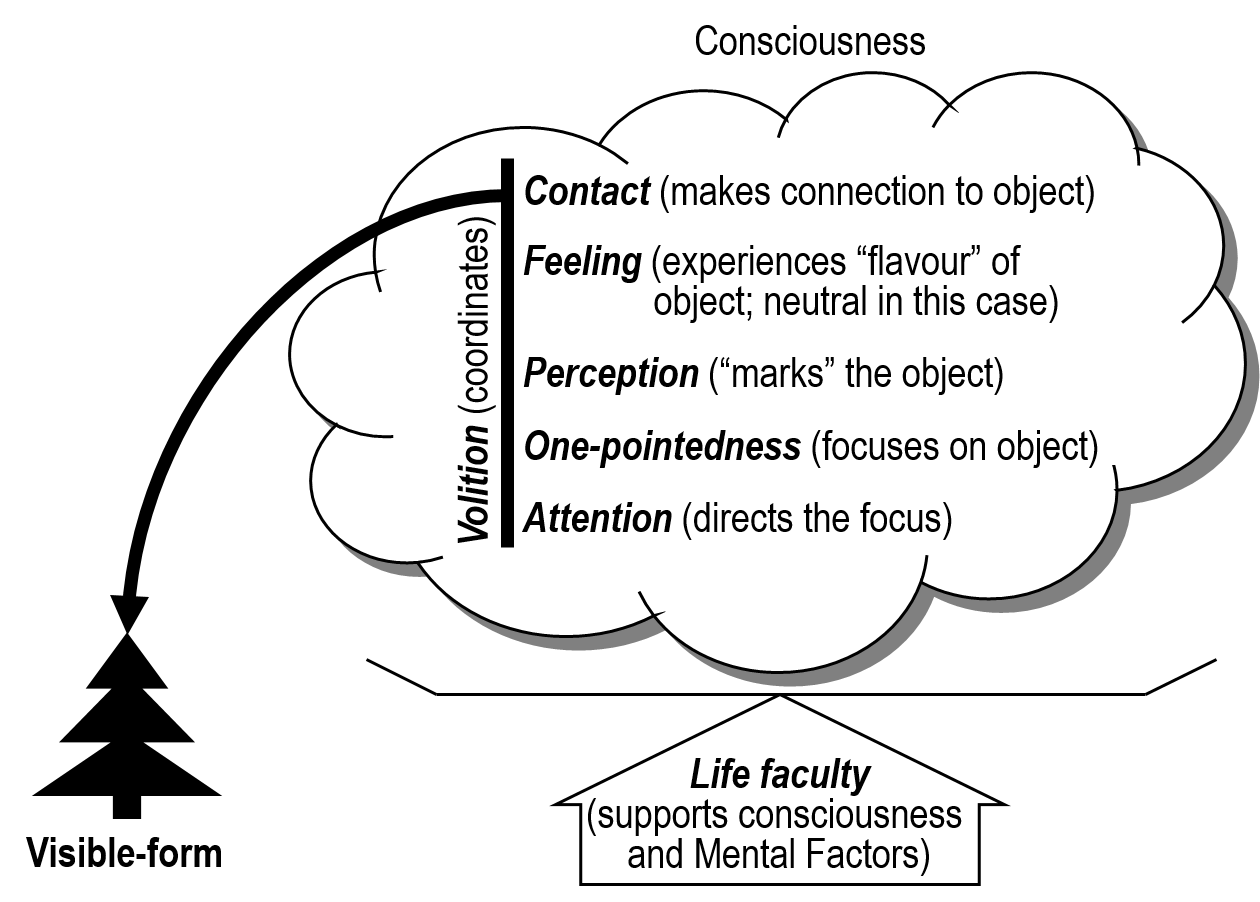 Consciousness
Contact (makes connection to object)
Feeling (experiences “flavour” of
object; neutral in this case)
Perception (“marks” the object)
One-pointedness (focuses on object)
Attention (directs the focus)
Volition (coordinates)
Life faculty
(supports consciousness
and Mental Factors)
Visible-form